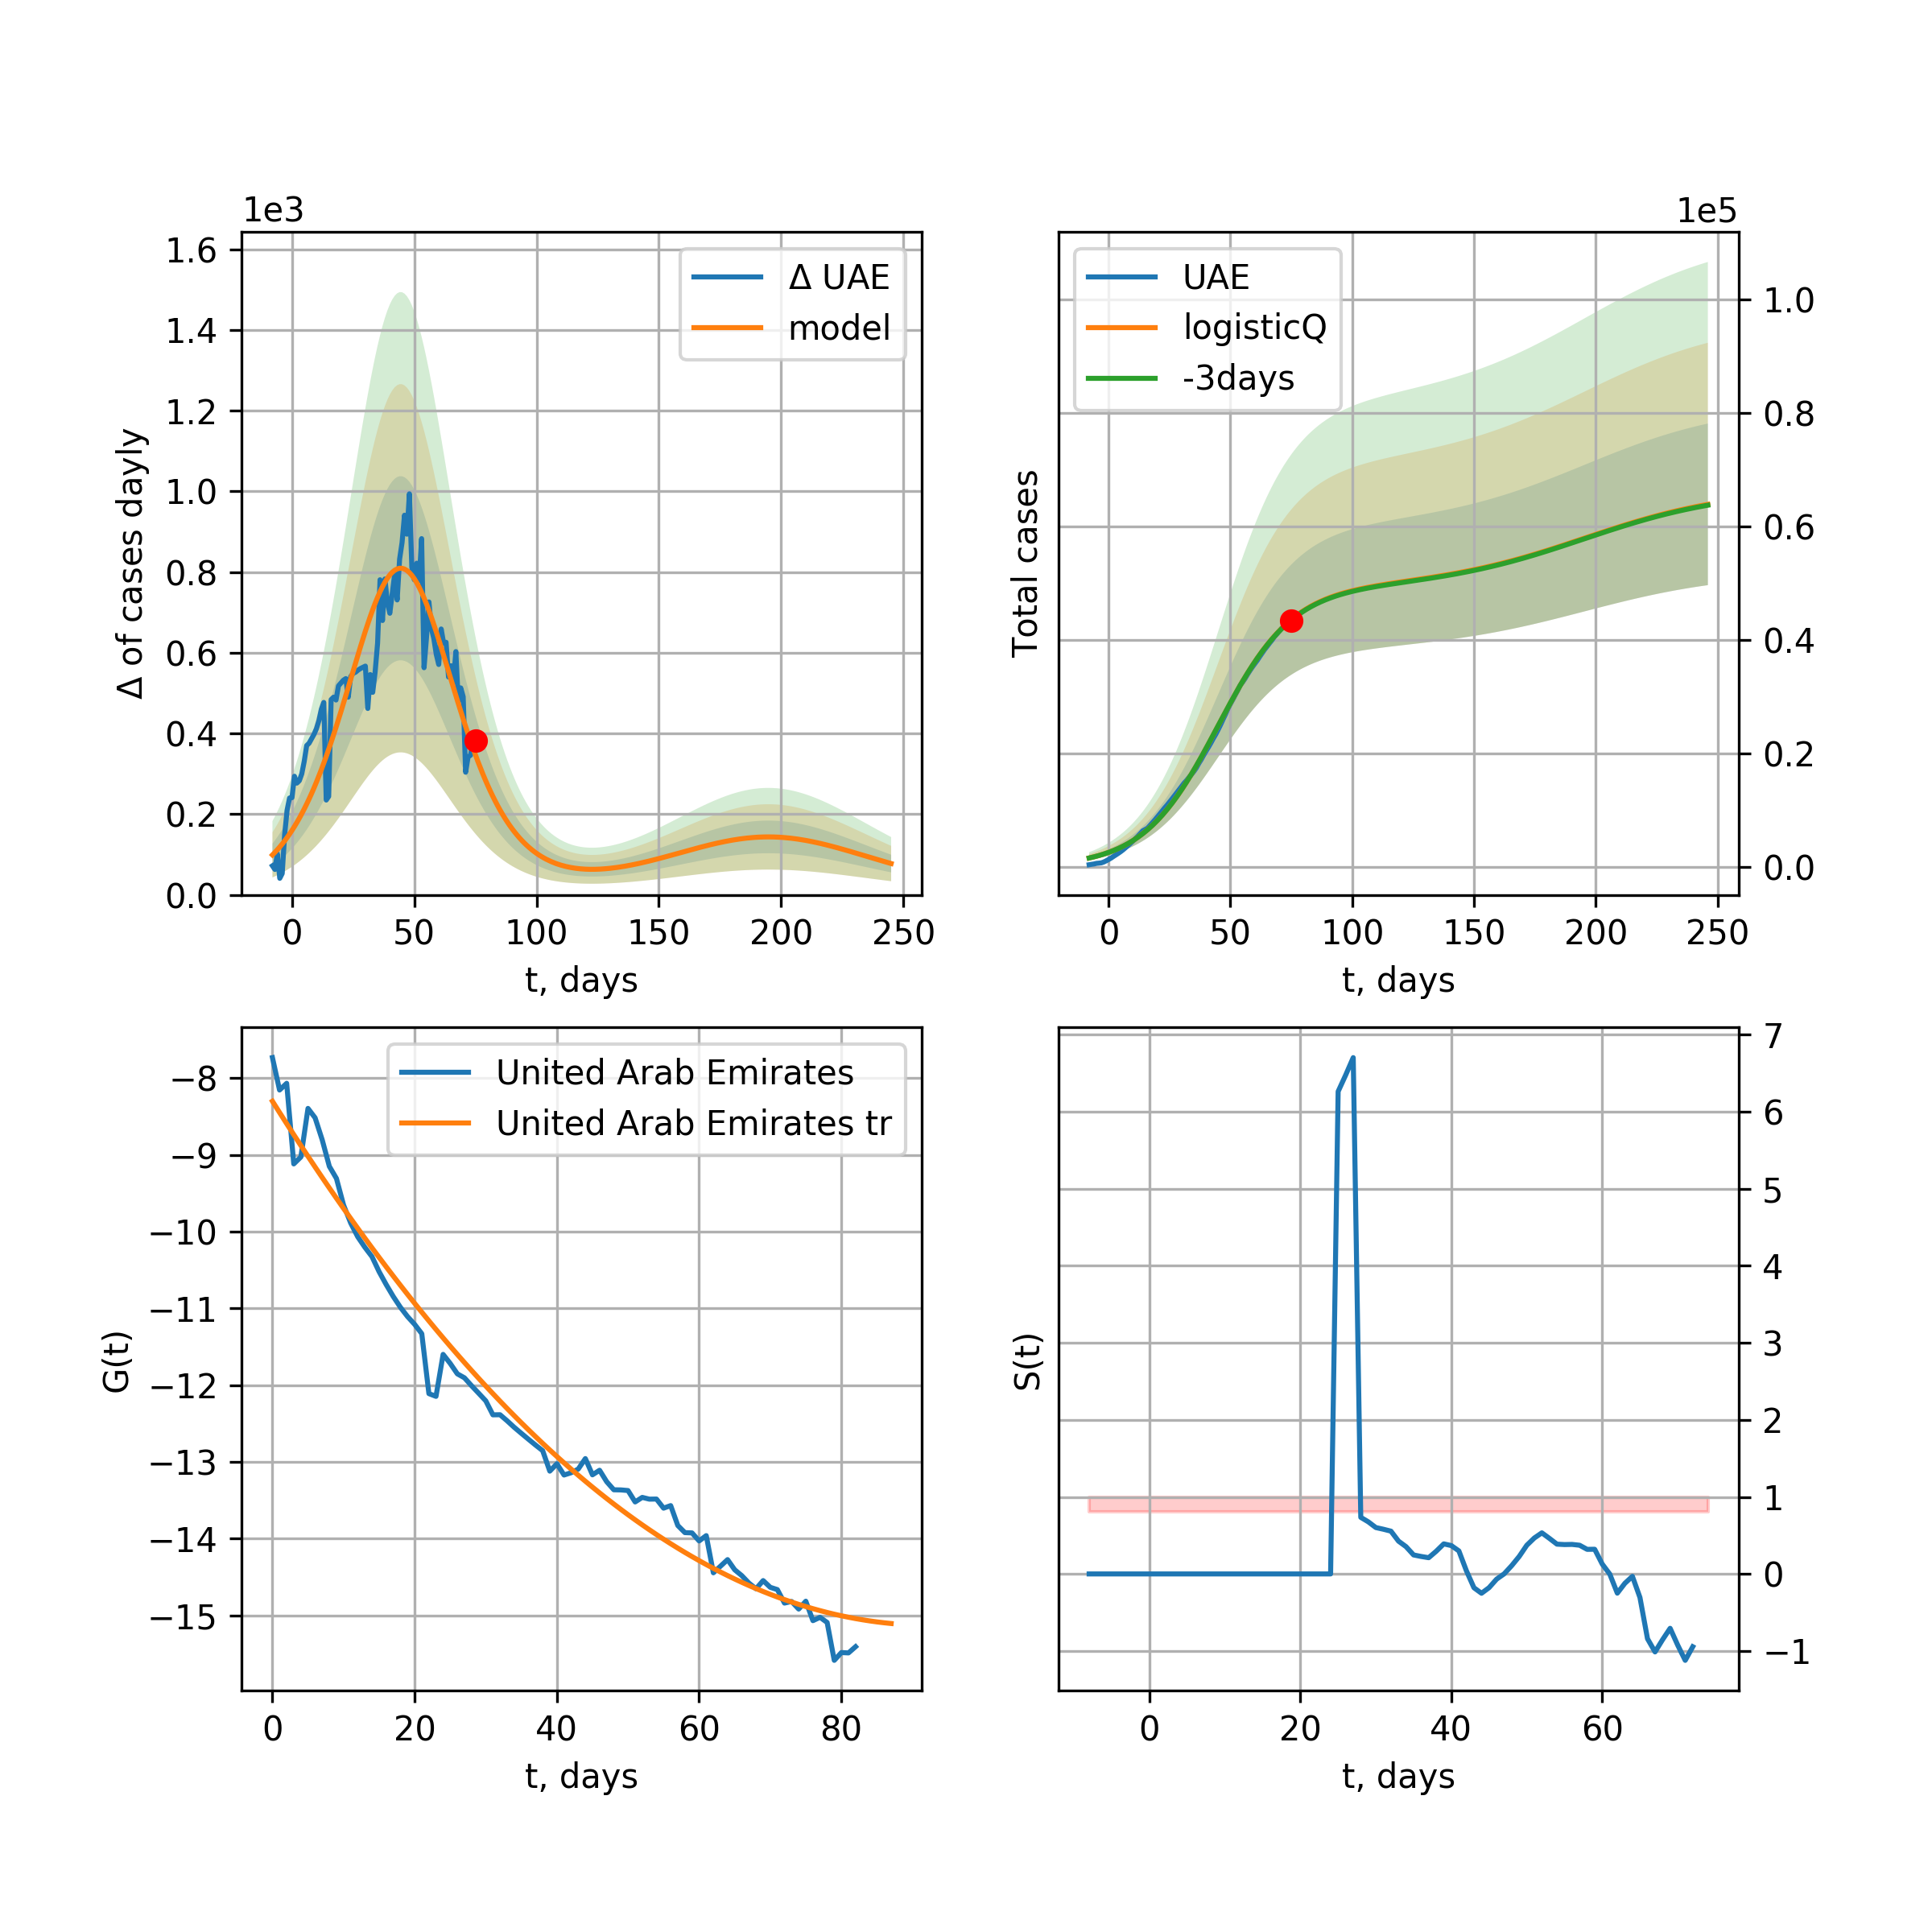 1e3
1.6
1.4
1.2
1.0
0.8
0.6
0.4
0.2
0.0
Δ of cases dayly
Δ UAE
model
0 50 100 150 200 250
t, days
1e5
UAE
logisticQ
-3days
Total cases
1.0
0.8
0.6
0.4
0.2
0.0
0 50 100 150 200 250
t, days
−8
−9
−10
−11
−12
−13
−14
−15
G(t)
United Arab Emirates
United Arab Emirates tr
0 20 40 60 80
t, days
S(t)
7
6
5
4
3
2
1
0
−1
0 20 40 60
t, days